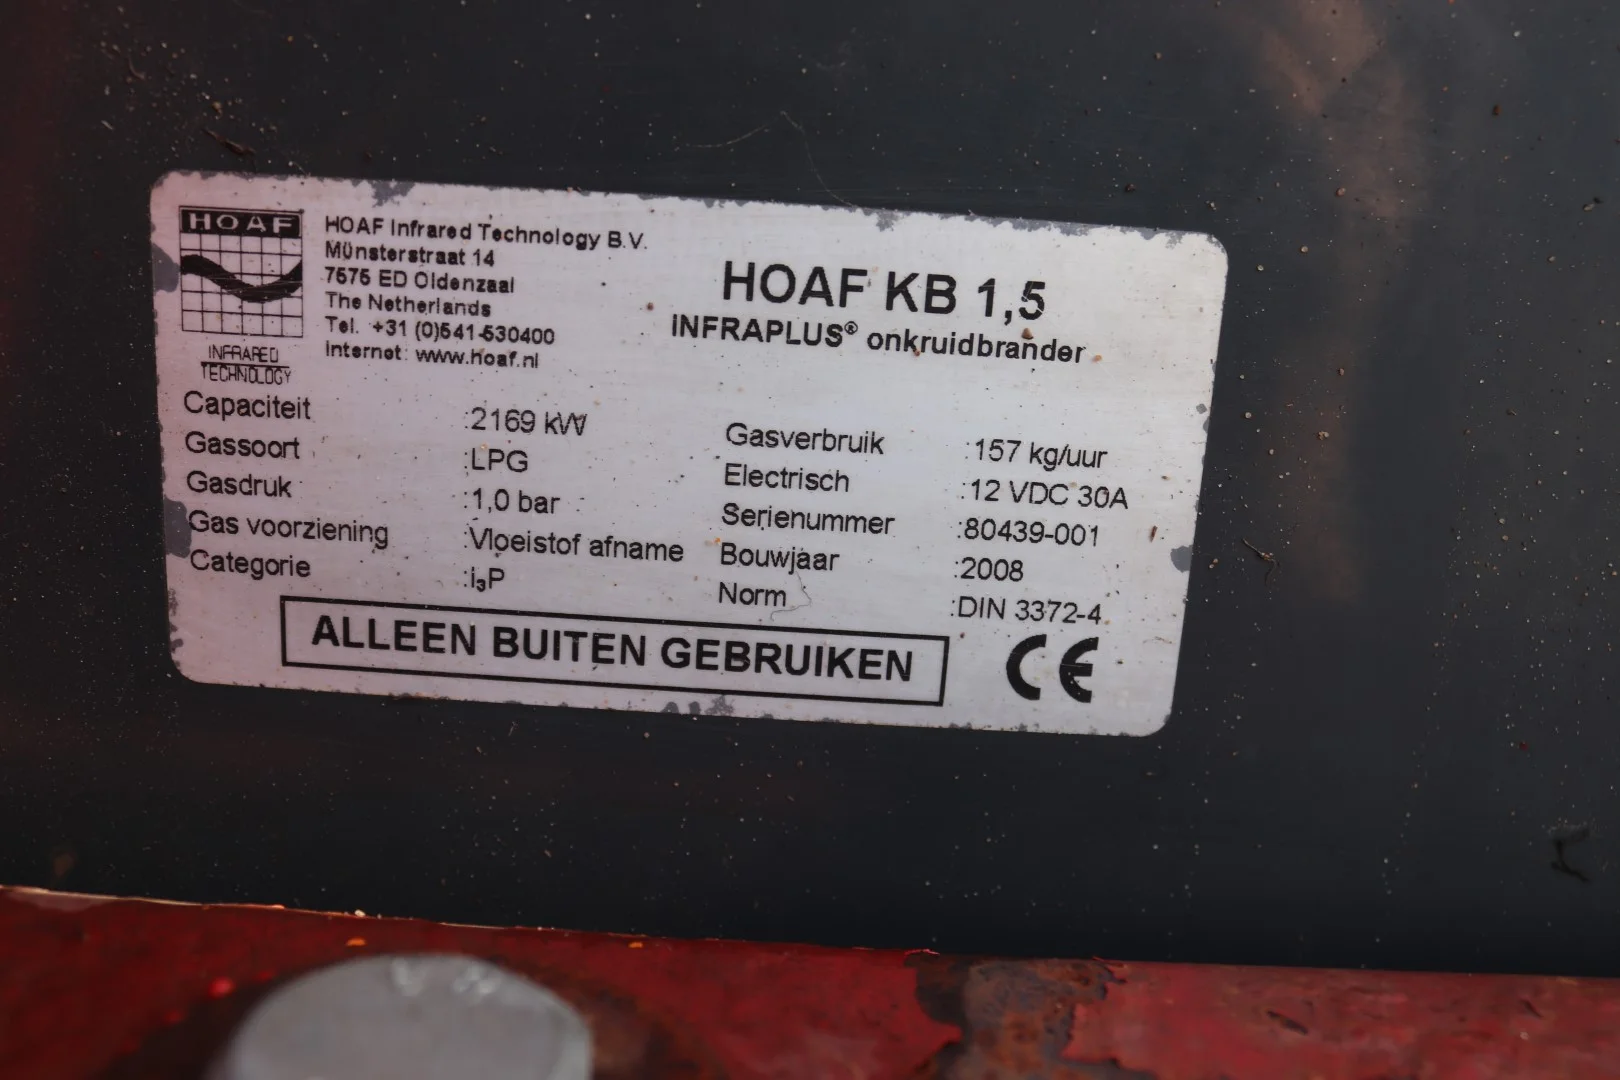 HOAF
INFRARED
TECHNOLOGY
HOAF Infrared Technology B.V.
Münsterstraat 14
7575 ED Oldenzaal
The Netherlands
Tel. +31 (0)541-530400
Internet: www.hoaf.nl
HOAF KB 1,5
INFRAPLUS® onkruidbrander
Capaciteit :2169 kW
Gassoort :LPG
Gasdruk :1,0 bar
Gas voorziening :Vloeistof afname
Categorie :i₃P
Gasverbruik :157 kg/uur
Electrisch :12 VDC 30A
Serienummer :80439-001
Bouwjaar :2008
Norm :DIN 3372-4
ALLEEN BUITEN GEBRUIKEN
CE